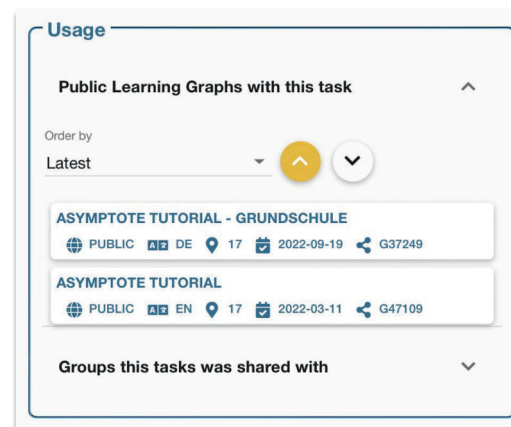 Usage
Public Learning Graphs with this task
Order by
Latest
ASYMPTOTE TUTORIAL - GRUNDSCHULE
PUBLIC DE 17 2022-09-19 G37249
ASYMPTOTE TUTORIAL
PUBLIC EN 17 2022-03-11 G47109
Groups this tasks was shared with